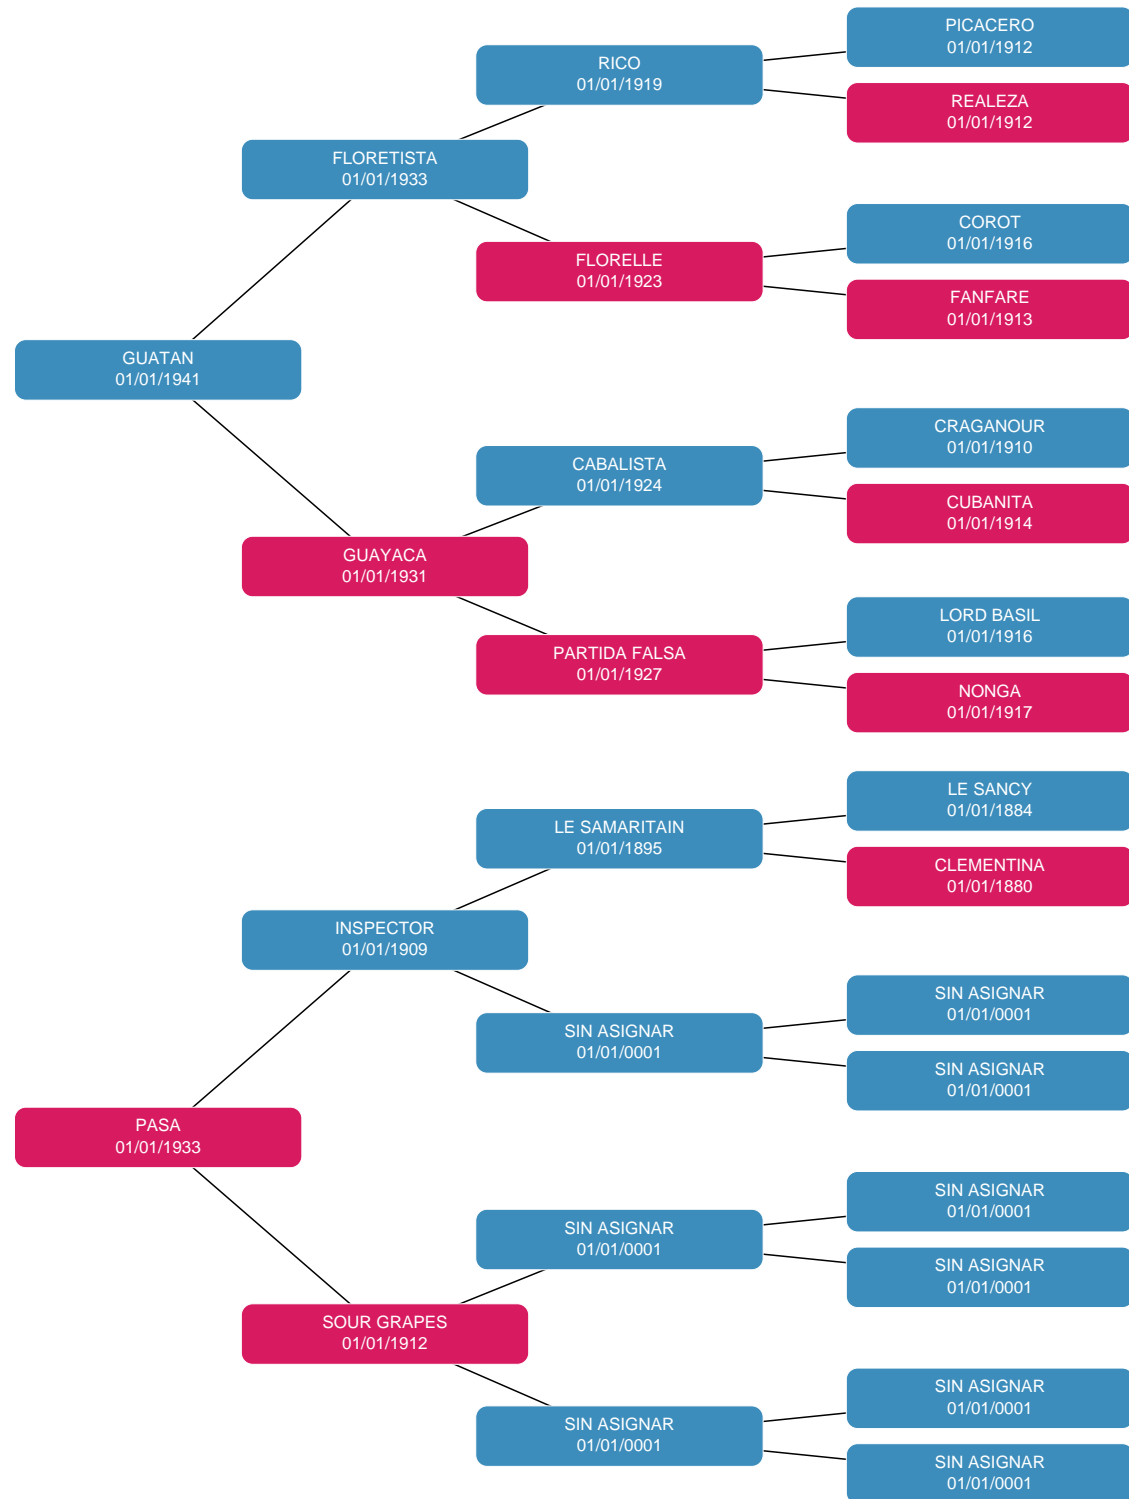 PICACERO
01/01/1912
RICO
01/01/1919
REALEZA
01/01/1912
FLORETISTA
01/01/1933
COROT
01/01/1916
FLORELLE
01/01/1923
FANFARE
01/01/1913
GUATAN
01/01/1941
CRAGANOUR
01/01/1910
CABALISTA
01/01/1924
CUBANITA
01/01/1914
GUAYACA
01/01/1931
LORD BASIL
01/01/1916
PARTIDA FALSA
01/01/1927
NONGA
01/01/1917
LE SANCY
01/01/1884
LE SAMARITAIN
01/01/1895
CLEMENTINA
01/01/1880
INSPECTOR
01/01/1909
SIN ASIGNAR
01/01/0001
SIN ASIGNAR
01/01/0001
SIN ASIGNAR
01/01/0001
PASA
01/01/1933
SIN ASIGNAR
01/01/0001
SIN ASIGNAR
01/01/0001
SIN ASIGNAR
01/01/0001
SOUR GRAPES
01/01/1912
SIN ASIGNAR
01/01/0001
SIN ASIGNAR
01/01/0001
SIN ASIGNAR
01/01/0001